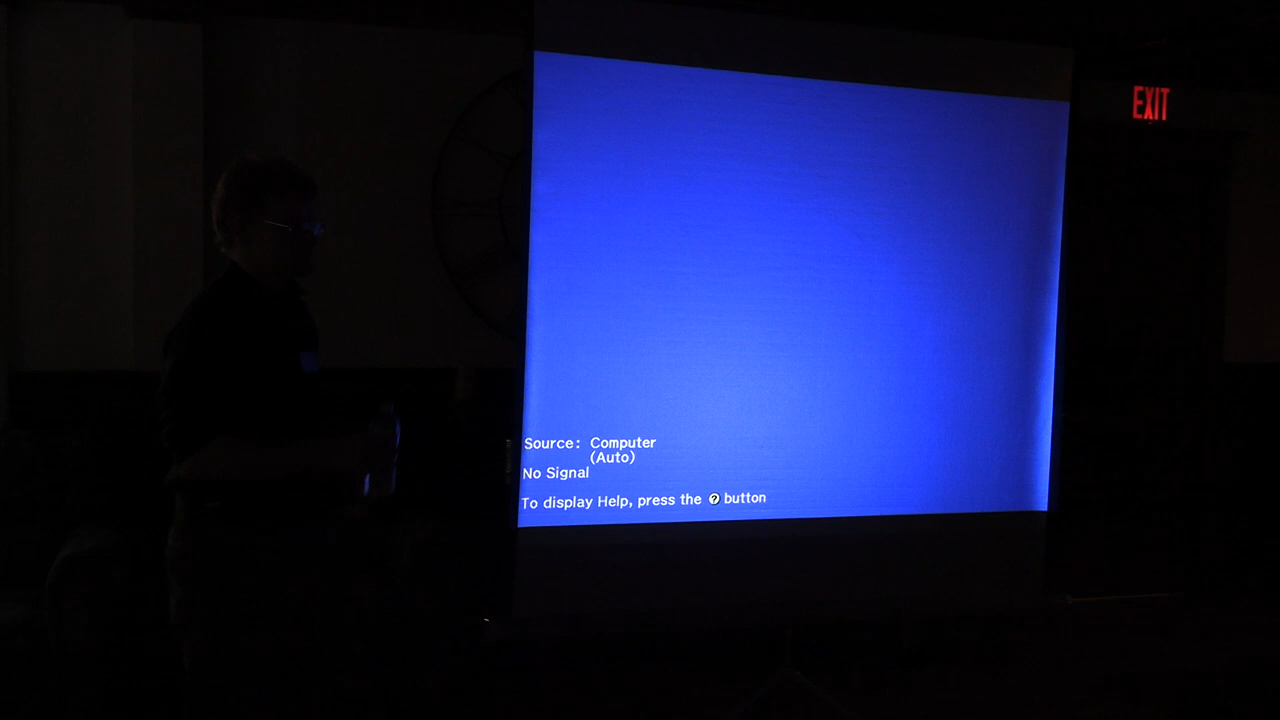 EXIT
Source: Computer
(Auto)
No Signal
To display Help, press the ? button